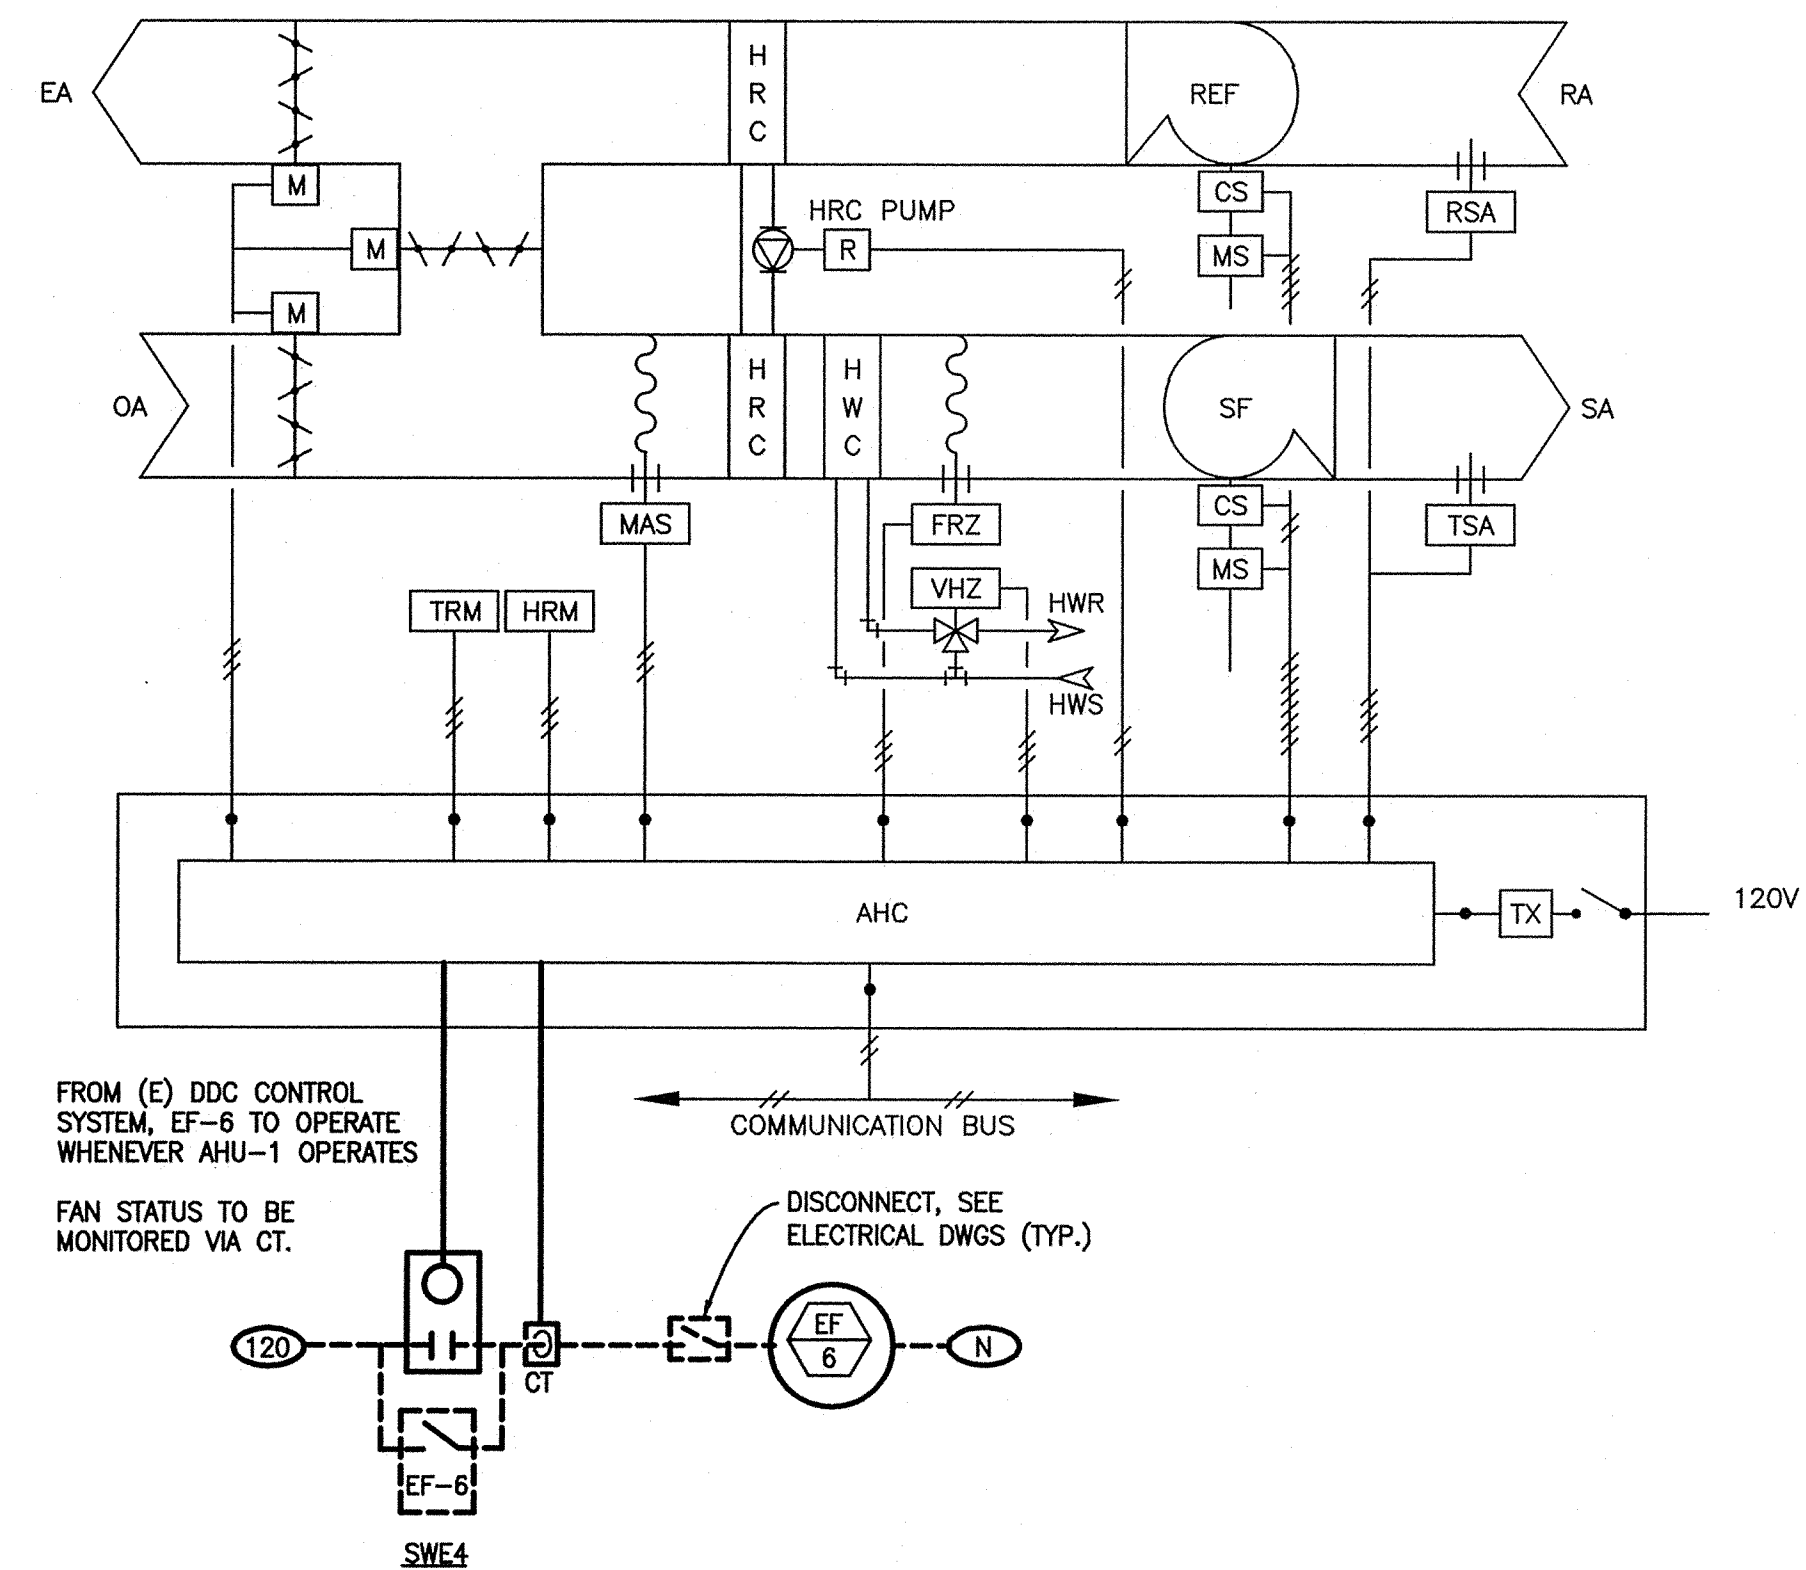 EA
H
R
C
REF
RA
M
CS
RSA
HRC PUMP
M
R
MS
M
OA
H
R
C
H
W
C
SF
SA
MAS
FRZ
CS
TSA
VHZ
MS
TRM
HRM
HWR
HWS
AHC
TX
120V
FROM (E) DDC CONTROL
SYSTEM, EF-6 TO OPERATE
WHENEVER AHU-1 OPERATES
COMMUNICATION BUS
FAN STATUS TO BE
MONITORED VIA CT.
DISCONNECT, SEE
ELECTRICAL DWGS (TYP.)
120
CT
EF
6
N
EF-6
SWE4